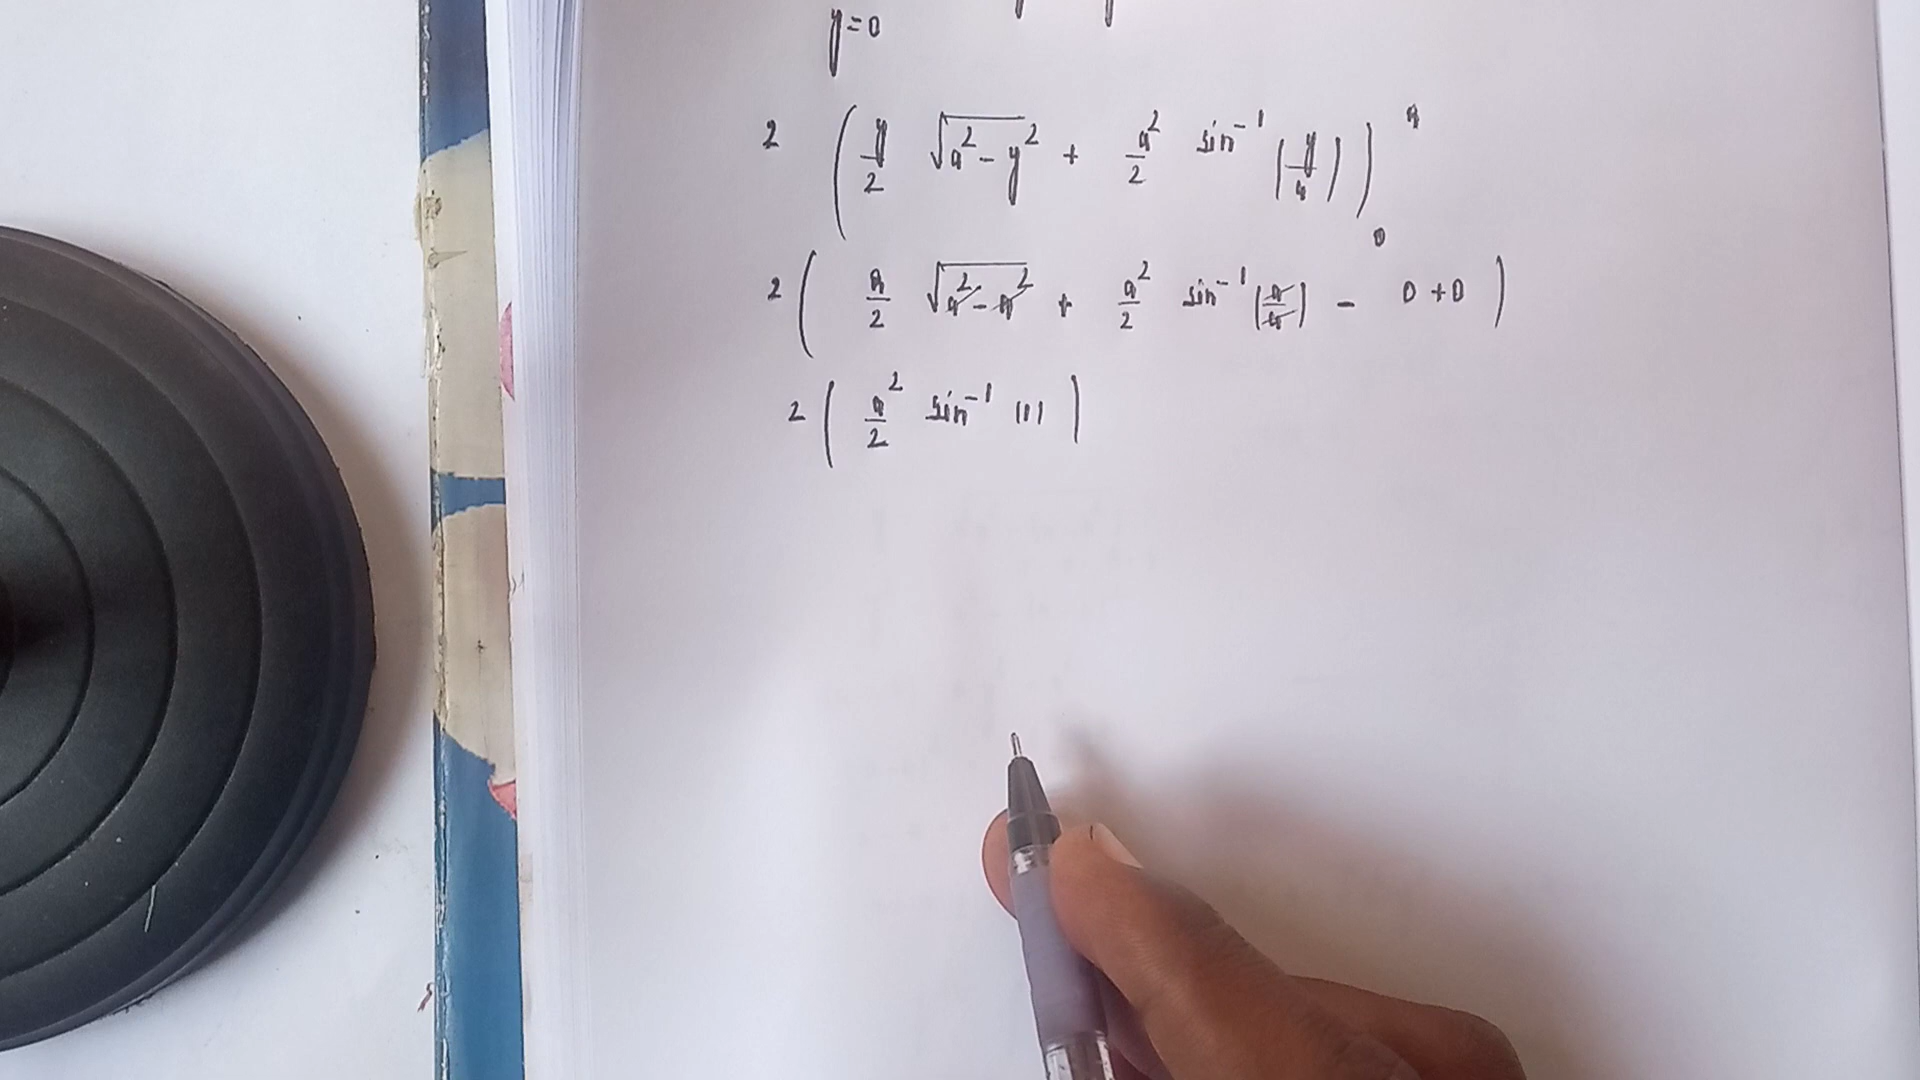 y=0
2 ( y/2 √a²-y² + a²/2 sin⁻¹ (y/a) )ᵃ₀
2 ( a/2 √a²-a² + a²/2 sin⁻¹ (a/a) - 0+0 )
2 ( a²/2 sin⁻¹ (1) )